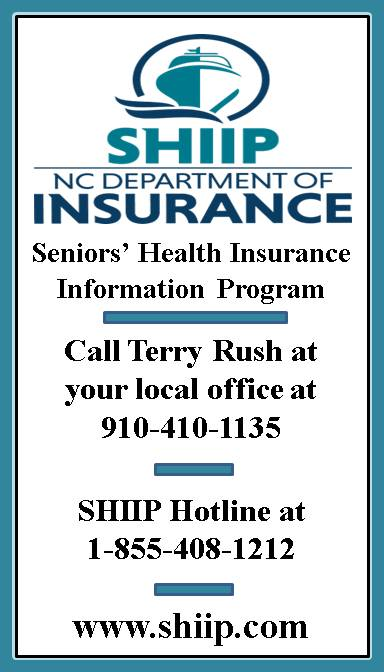 SHIIP
NC DEPARTMENT OF
INSURANCE
Seniors’ Health Insurance
Information Program
Call Terry Rush at
your local office at
910-410-1135
SHIIP Hotline at
1-855-408-1212
www.shiip.com